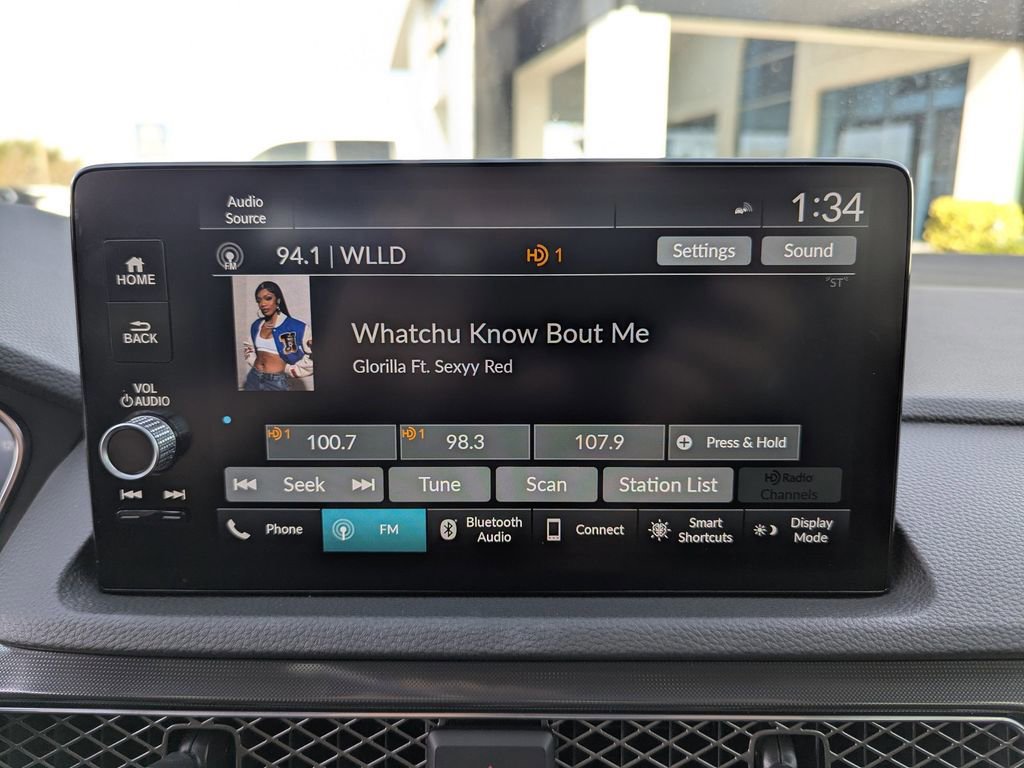 Audio
Source
1:34
HOME
BACK
VOL
AUDIO
FM
94.1 | WLLD
HD 1
Settings
Sound
ST
Whatchu Know Bout Me
Glorilla Ft. Sexyy Red
HD 1
100.7
HD 1
98.3
107.9
Press & Hold
Seek
Tune
Scan
Station List
HD Radio
Channels
Phone
FM
Bluetooth
Audio
Connect
Smart
Shortcuts
Display
Mode